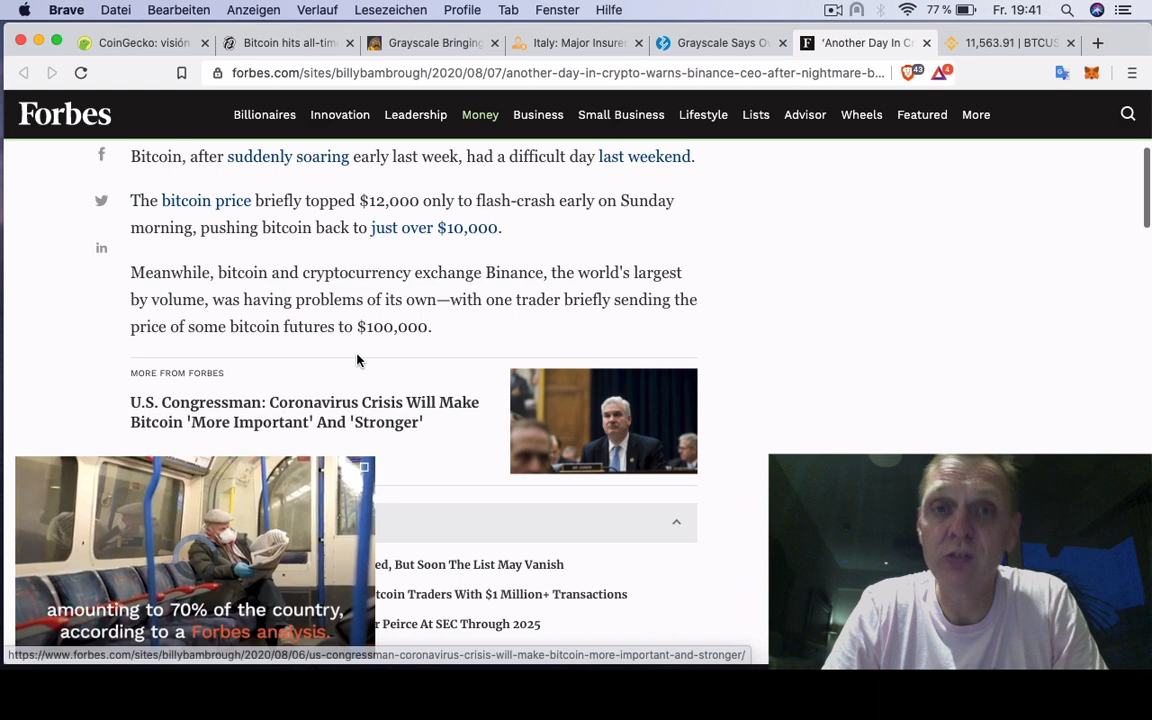 Brave Datei Bearbeiten Anzeigen Verlauf Lesezeichen Profile Tab Fenster Hilfe 77 % Fr. 19:41
CoinGecko: visión Bitcoin hits all-tim Grayscale Bringing Italy: Major Insure Grayscale Says O 'Another Day In C 11,563.91 | BTCUS
forbes.com/sites/billybambrough/2020/08/07/another-day-in-crypto-warns-binance-ceo-after-nightmare-b... 43 4
Forbes Billionaires Innovation Leadership Money Business Small Business Lifestyle Lists Advisor Wheels Featured More
Bitcoin, after suddenly soaring early last week, had a difficult day last weekend.
The bitcoin price briefly topped $12,000 only to flash-crash early on Sunday
morning, pushing bitcoin back to just over $10,000.
Meanwhile, bitcoin and cryptocurrency exchange Binance, the world's largest
by volume, was having problems of its own—with one trader briefly sending the
price of some bitcoin futures to $100,000.
MORE FROM FORBES
U.S. Congressman: Coronavirus Crisis Will Make
Bitcoin 'More Important' And 'Stronger'
ed, But Soon The List May Vanish
tcoin Traders With $1 Million+ Transactions
r Peirce At SEC Through 2025
amounting to 70% of the country,
according to a Forbes analysis.
https://www.forbes.com/sites/billybambrough/2020/08/06/us-congressman-coronavirus-crisis-will-make-bitcoin-more-important-and-stronger/